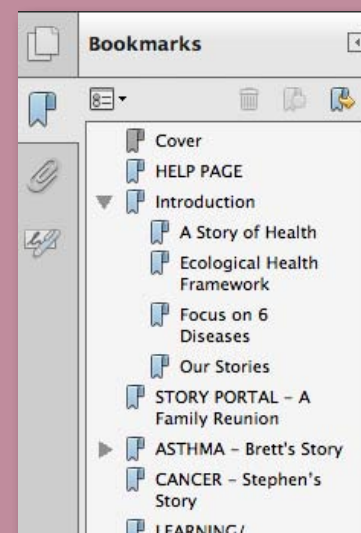 Bookmarks
Cover
HELP PAGE
Introduction
A Story of Health
Ecological Health
Framework
Focus on 6
Diseases
Our Stories
STORY PORTAL – A
Family Reunion
ASTHMA – Brett's Story
CANCER – Stephen's
Story
LEARNING/